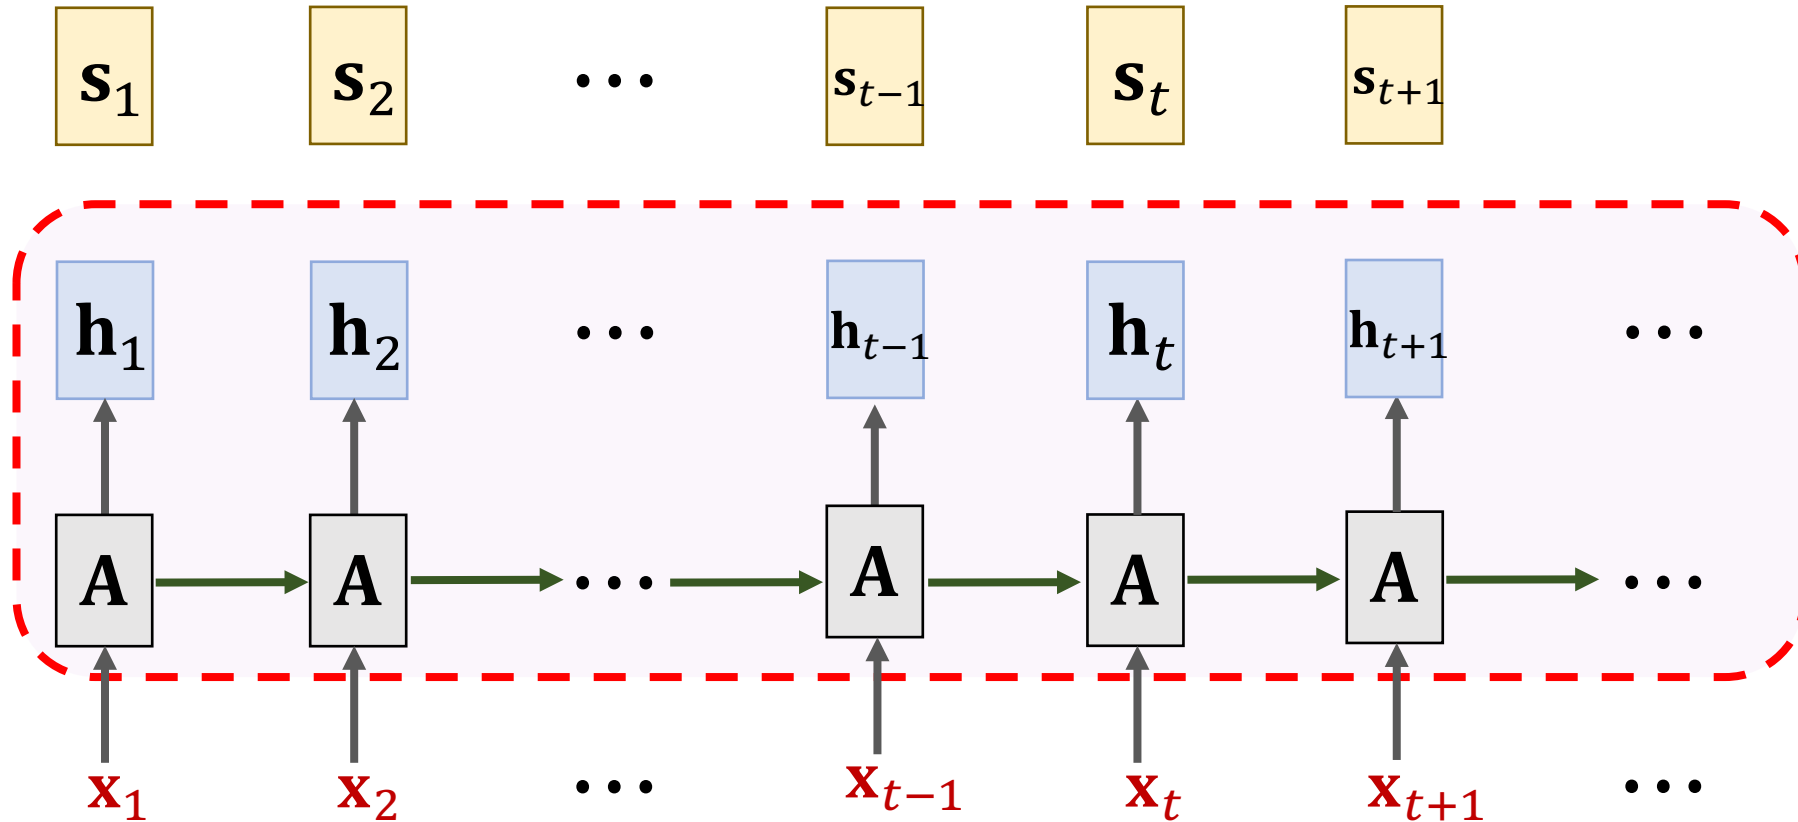 s₁ s₂ ⋯ sₜ₋₁ sₜ sₜ₊₁
h₁ h₂ ⋯ hₜ₋₁ hₜ hₜ₊₁ ⋯
A A ⋯ A A A ⋯
x₁ x₂ ⋯ xₜ₋₁ xₜ xₜ₊₁ ⋯